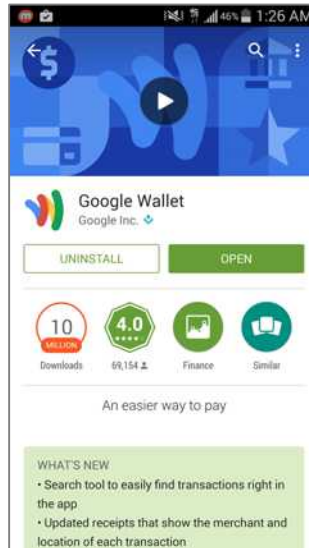 46% 1:26 AM
Google Wallet
Google Inc.
UNINSTALL
OPEN
10
MILLION
4.0
Downloads
69,154
Finance
Similar
An easier way to pay
WHAT'S NEW
• Search tool to easily find transactions right in
the app
• Updated receipts that show the merchant and
location of each transaction